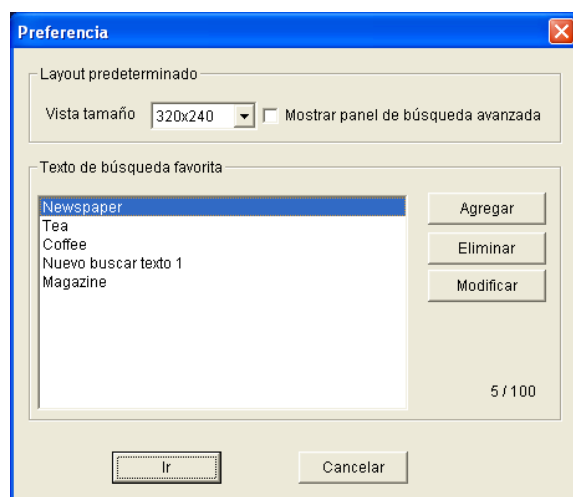 Preferencia
Layout predeterminado
Vista tamaño 320x240 Mostrar panel de búsqueda avanzada
Texto de búsqueda favorita
Newspaper
Tea
Coffee
Nuevo buscar texto 1
Magazine
Agregar
Eliminar
Modificar
5 / 100
Ir Cancelar